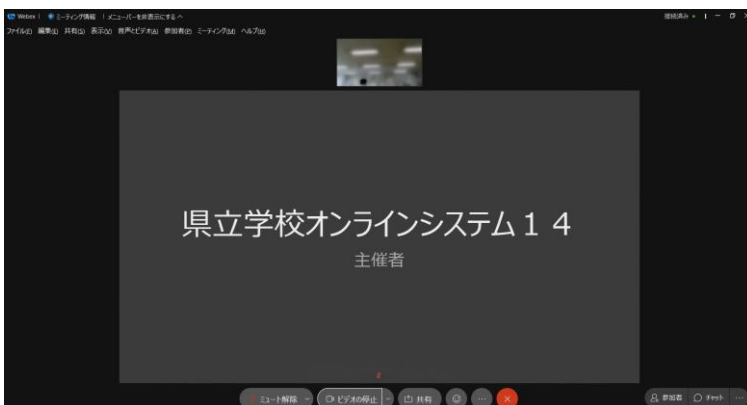 Webex
ミーティング情報
メニューバーを非表示にする
接続済み
ファイル(F) 編集(E) 共有(S) 表示(V) 音声とビデオ(A) 参加者(P) ミーティング(M) ヘルプ(H)
県立学校オンラインシステム１４
主催者
ミュート解除
ビデオの停止
共有
参加者
チャット